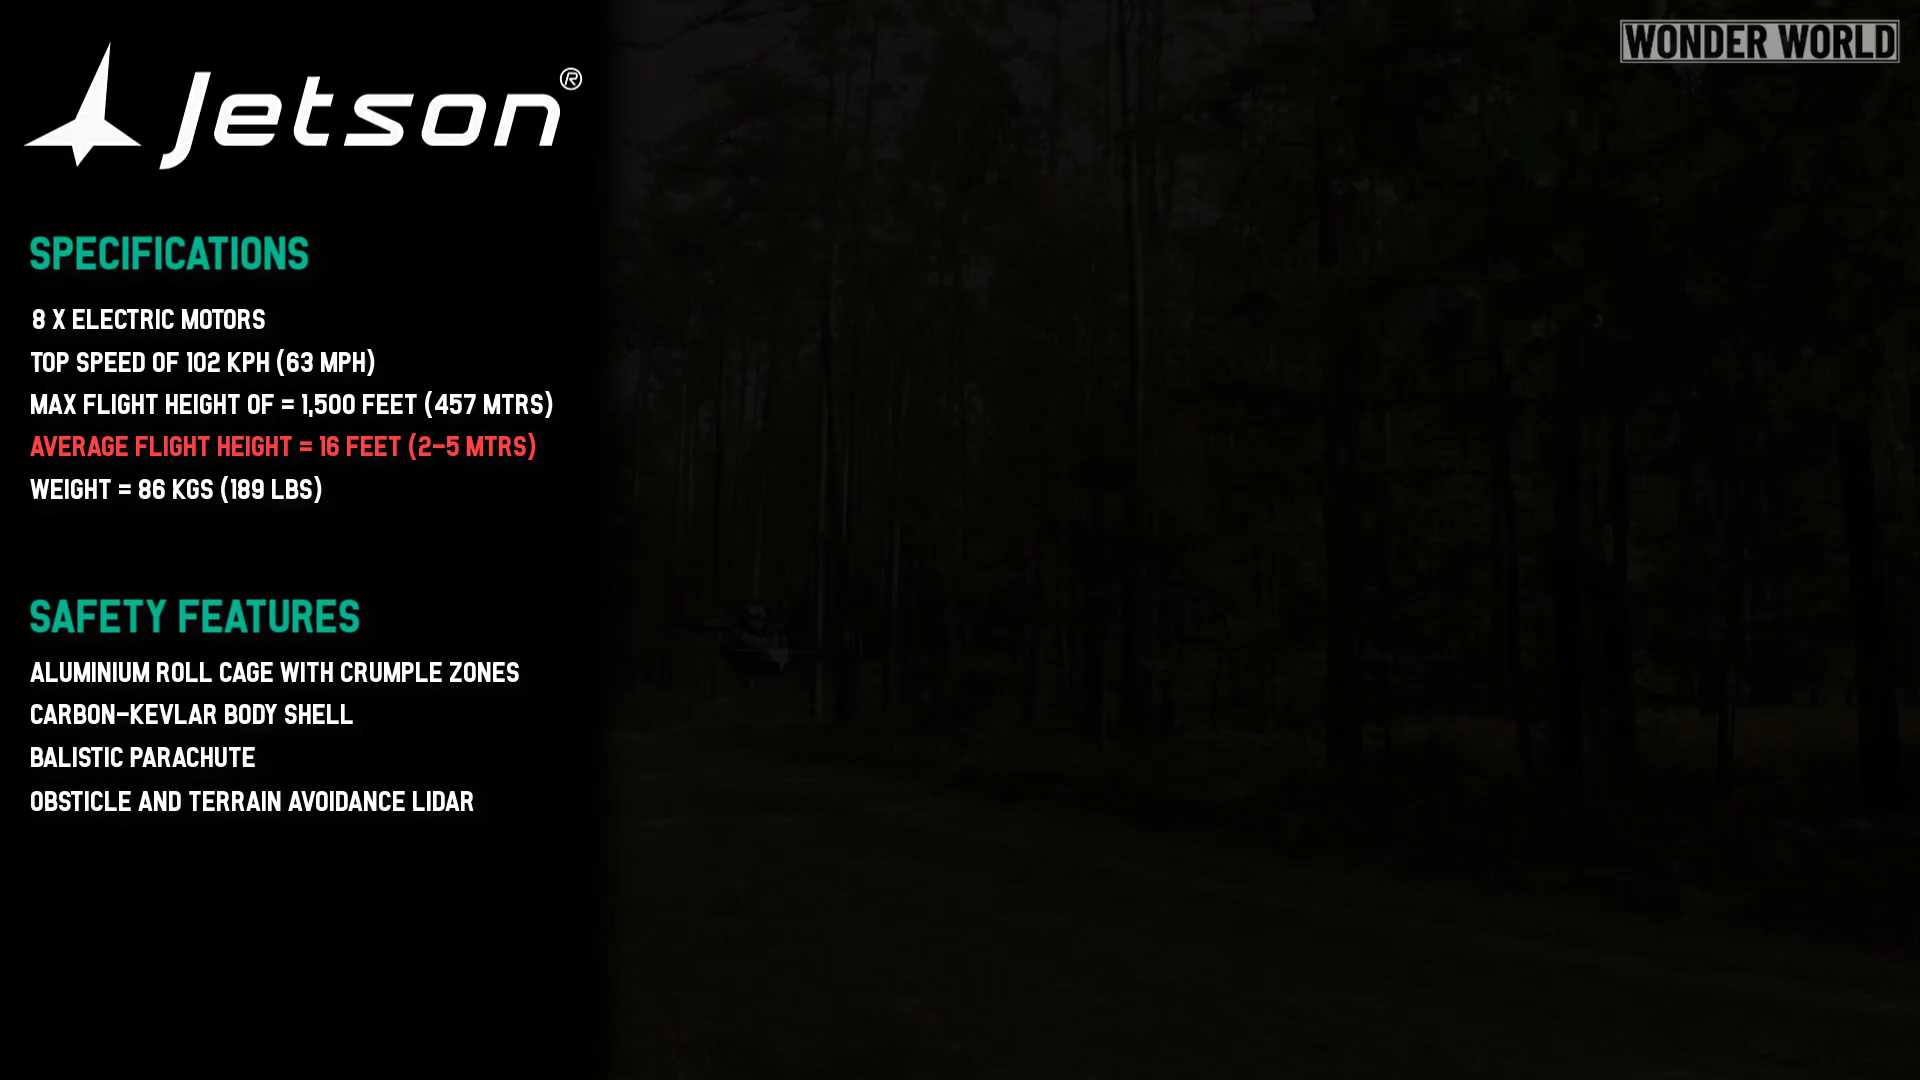 WONDER WORLD
Jetson®
SPECIFICATIONS
8 X ELECTRIC MOTORS
TOP SPEED OF 102 KPH (63 MPH)
MAX FLIGHT HEIGHT OF = 1,500 FEET (457 MTRS)
AVERAGE FLIGHT HEIGHT = 16 FEET (2-5 MTRS)
WEIGHT = 86 KGS (189 LBS)
SAFETY FEATURES
ALUMINIUM ROLL CAGE WITH CRUMPLE ZONES
CARBON-KEVLAR BODY SHELL
BALISTIC PARACHUTE
OBSTICLE AND TERRAIN AVOIDANCE LIDAR